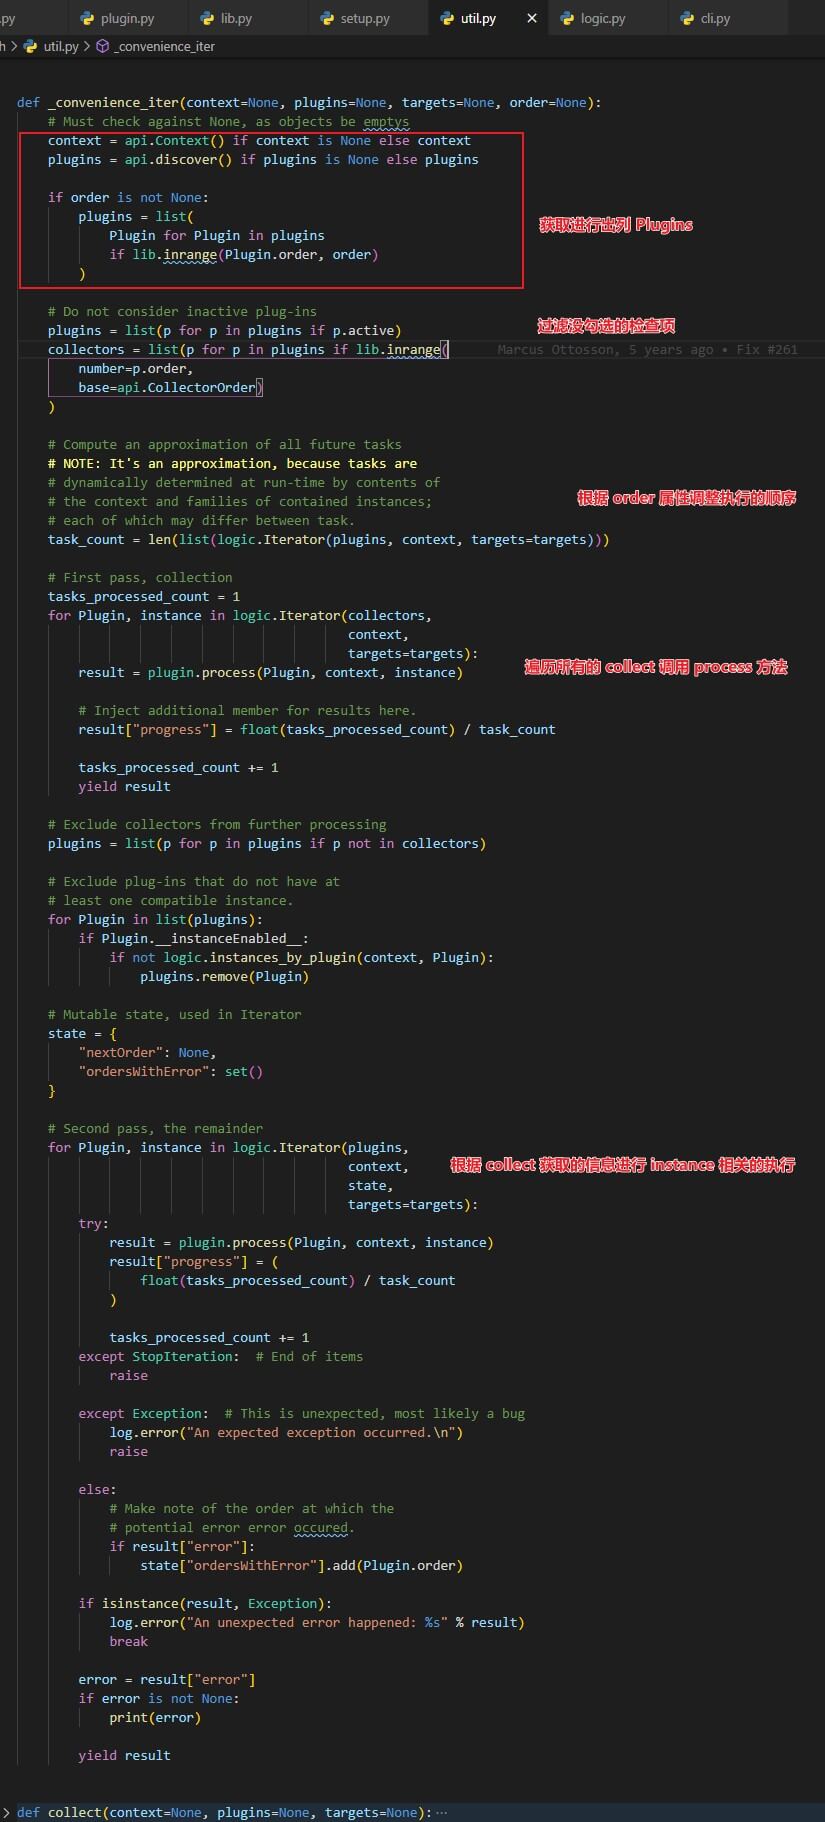 .py plugin.py lib.py setup.py util.py × logic.py cli.py
h > util.py > _convenience_iter
def _convenience_iter(context=None, plugins=None, targets=None, order=None):
# Must check against None, as objects be emptys
context = api.Context() if context is None else context
plugins = api.discover() if plugins is None else plugins
if order is not None:
plugins = list(
获取进行出列 Plugins
Plugin for Plugin in plugins
if lib.inrange(Plugin.order, order)
)
# Do not consider inactive plug-ins
过滤没勾选的检查项
plugins = list(p for p in plugins if p.active)
collectors = list(p for p in plugins if lib.inrange( Marcus Ottosson, 5 years ago • Fix #261
number=p.order,
base=api.CollectorOrder)
)
# Compute an approximation of all future tasks
# NOTE: It's an approximation, because tasks are
# dynamically determined at run-time by contents of
# the context and families of contained instances;
根据 order 属性调整执行的顺序
# each of which may differ between task.
task_count = len(list(logic.Iterator(plugins, context, targets=targets)))
# First pass, collection
tasks_processed_count = 1
for Plugin, instance in logic.Iterator(collectors,
context,
targets=targets):
遍历所有的 collect 调用 process 方法
result = plugin.process(Plugin, context, instance)
# Inject additional member for results here.
result["progress"] = float(tasks_processed_count) / task_count
tasks_processed_count += 1
yield result
# Exclude collectors from further processing
plugins = list(p for p in plugins if p not in collectors)
# Exclude plug-ins that do not have at
# least one compatible instance.
for Plugin in list(plugins):
if Plugin.__instanceEnabled__:
if not logic.instances_by_plugin(context, Plugin):
plugins.remove(Plugin)
# Mutable state, used in Iterator
state = {
"nextOrder": None,
"ordersWithError": set()
}
# Second pass, the remainder
for Plugin, instance in logic.Iterator(plugins,
context,
根据 collect 获取的信息进行 instance 相关的执行
state,
targets=targets):
try:
result = plugin.process(Plugin, context, instance)
result["progress"] = (
float(tasks_processed_count) / task_count
)
tasks_processed_count += 1
except StopIteration:  # End of items
raise
except Exception:  # This is unexpected, most likely a bug
log.error("An expected exception occurred.\n")
raise
else:
# Make note of the order at which the
# potential error error occured.
if result["error"]:
state["ordersWithError"].add(Plugin.order)
if isinstance(result, Exception):
log.error("An unexpected error happened: %s" % result)
break
error = result["error"]
if error is not None:
print(error)
yield result
> def collect(context=None, plugins=None, targets=None): ···